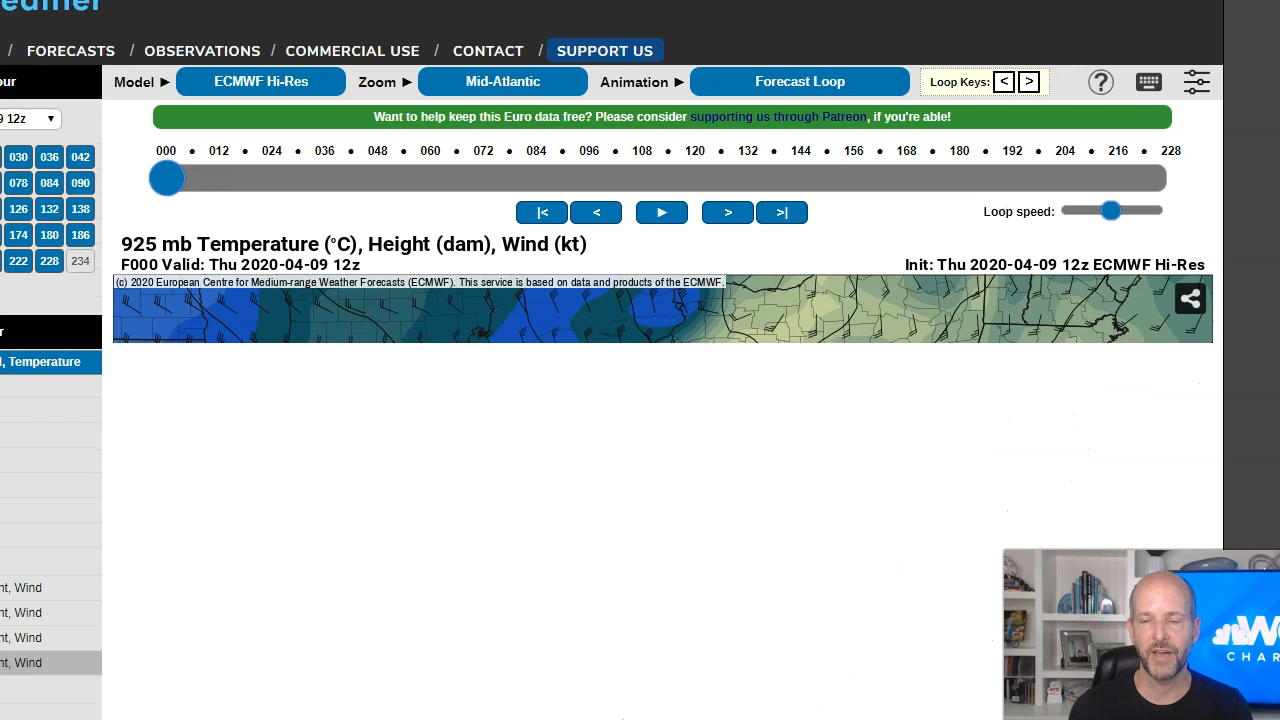 / FORECASTS / OBSERVATIONS / COMMERCIAL USE / CONTACT / SUPPORT US
Model ► ECMWF Hi-Res Zoom ► Mid-Atlantic Animation ► Forecast Loop Loop Keys: < > ?
9 12z ▼
Want to help keep this Euro data free? Please consider supporting us through Patreon, if you're able!
000 • 012 • 024 • 036 • 048 • 060 • 072 • 084 • 096 • 108 • 120 • 132 • 144 • 156 • 168 • 180 • 192 • 204 • 216 • 228
030 036 042
078 084 090
126 132 138
174 180 186
222 228 234
|< < ► > >| Loop speed:
925 mb Temperature (°C), Height (dam), Wind (kt)
F000 Valid: Thu 2020-04-09 12z Init: Thu 2020-04-09 12z ECMWF Hi-Res
(c) 2020 European Centre for Medium-range Weather Forecasts (ECMWF). This service is based on data and products of the ECMWF.
, Temperature
nt, Wind
nt, Wind
nt, Wind
nt, Wind
CHAR